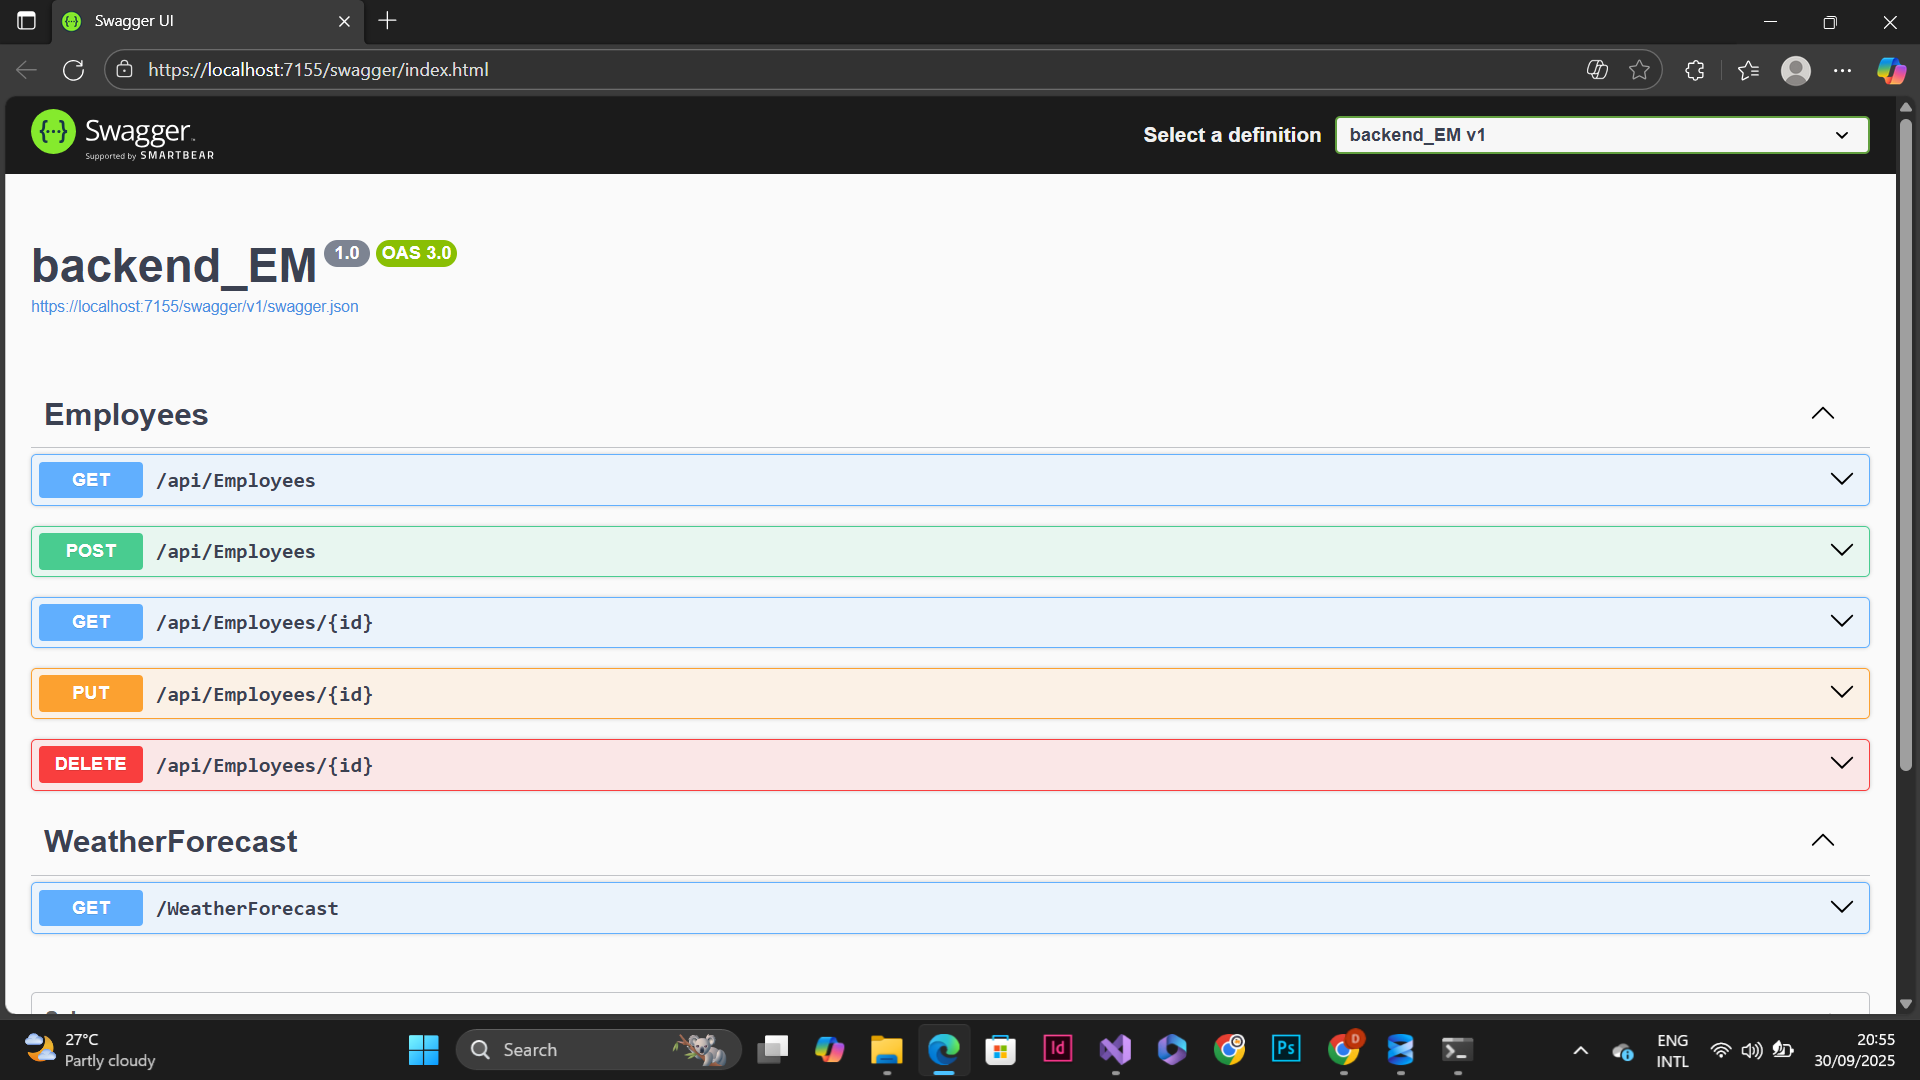 Swagger UI
https://localhost:7155/swagger/index.html
Swagger
Supported by SMARTBEAR
Select a definition
backend_EM v1
backend_EM 1.0 OAS 3.0
https://localhost:7155/swagger/v1/swagger.json
Employees
GET /api/Employees
POST /api/Employees
GET /api/Employees/{id}
PUT /api/Employees/{id}
DELETE /api/Employees/{id}
WeatherForecast
GET /WeatherForecast
27°C
Partly cloudy
Search
Id
Ps
D
ENG
INTL
20:55
30/09/2025